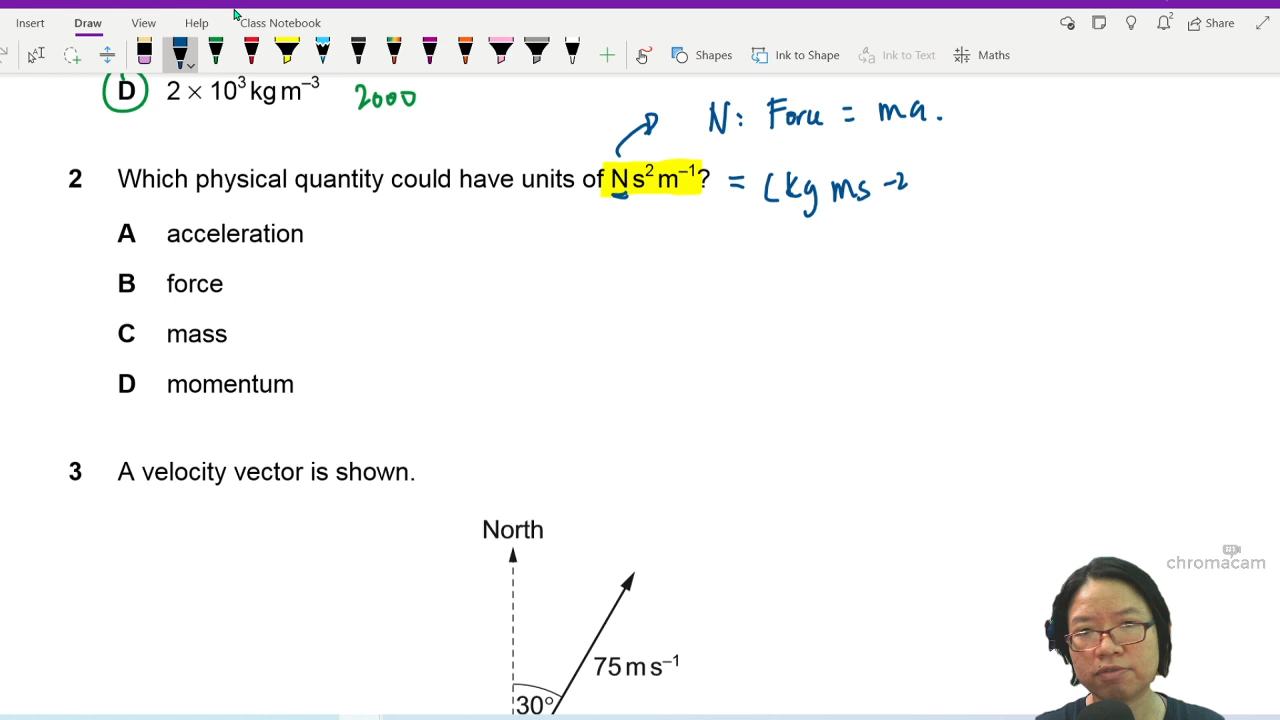 Insert Draw View Help Class Notebook Share
Shapes Ink to Shape Ink to Text Maths
D 2 × 10³ kg m⁻³ 2000
N: Force = ma.
2 Which physical quantity could have units of N s² m⁻¹? = (kg ms⁻²
A acceleration
B force
C mass
D momentum
3 A velocity vector is shown.
North
75 m s⁻¹
30°
chromacam